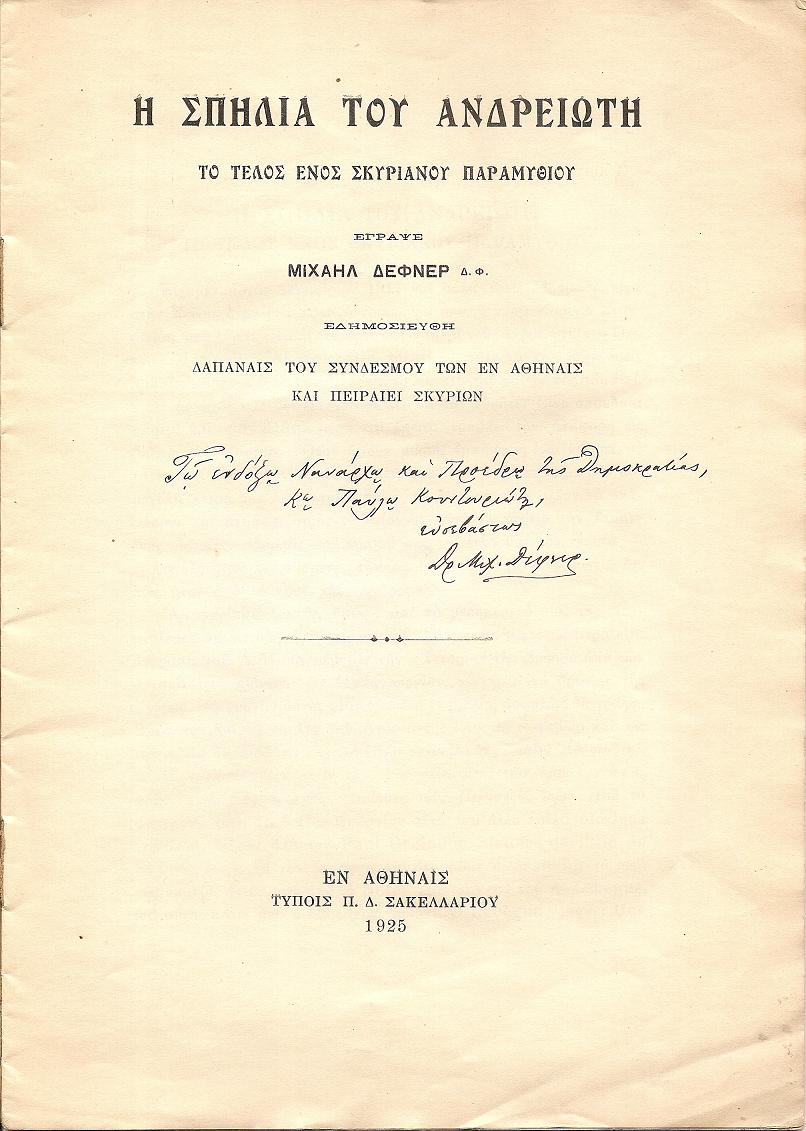 Η ΣΠΗΛΙΑ ΤΟΥ ΑΝΔΡΕΙΩΤΗ
ΤΟ ΤΕΛΟΣ ΕΝΟΣ ΣΚΥΡΙΑΝΟΥ ΠΑΡΑΜΥΘΙΟΥ
ΕΓΡΑΨΕ
ΜΙΧΑΗΛ ΔΕΦΝΕΡ Δ. Φ.
ΕΔΗΜΟΣΙΕΥΘΗ
ΔΑΠΑΝΑΙΣ ΤΟΥ ΣΥΝΔΕΣΜΟΥ ΤΩΝ ΕΝ ΑΘΗΝΑΙΣ
ΚΑΙ ΠΕΙΡΑΙΕΙ ΣΚΥΡΙΩΝ
Τῷ ἐνδόξῳ Ναυάρχῳ καὶ Προέδρῳ τῆς Δημοκρατίας,
Κῳ Παύλῳ Κουντουριώτῃ,
εὐσεβάστως
Δρ Μιχ. Δέφνερ.
ΕΝ ΑΘΗΝΑΙΣ
ΤΥΠΟΙΣ Π. Δ. ΣΑΚΕΛΛΑΡΙΟΥ
1925